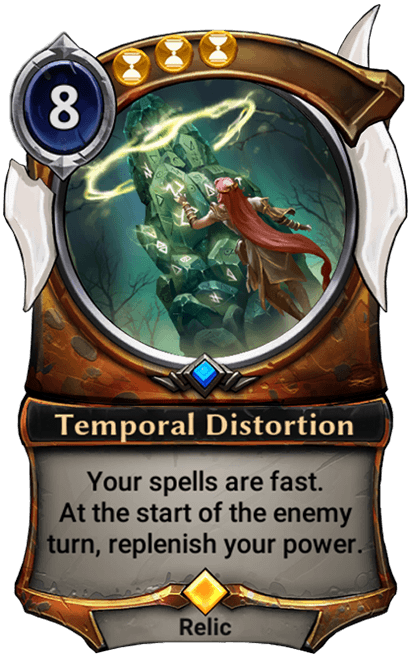 8
Temporal Distortion
Your spells are fast.
At the start of the enemy
turn, replenish your power.
Relic